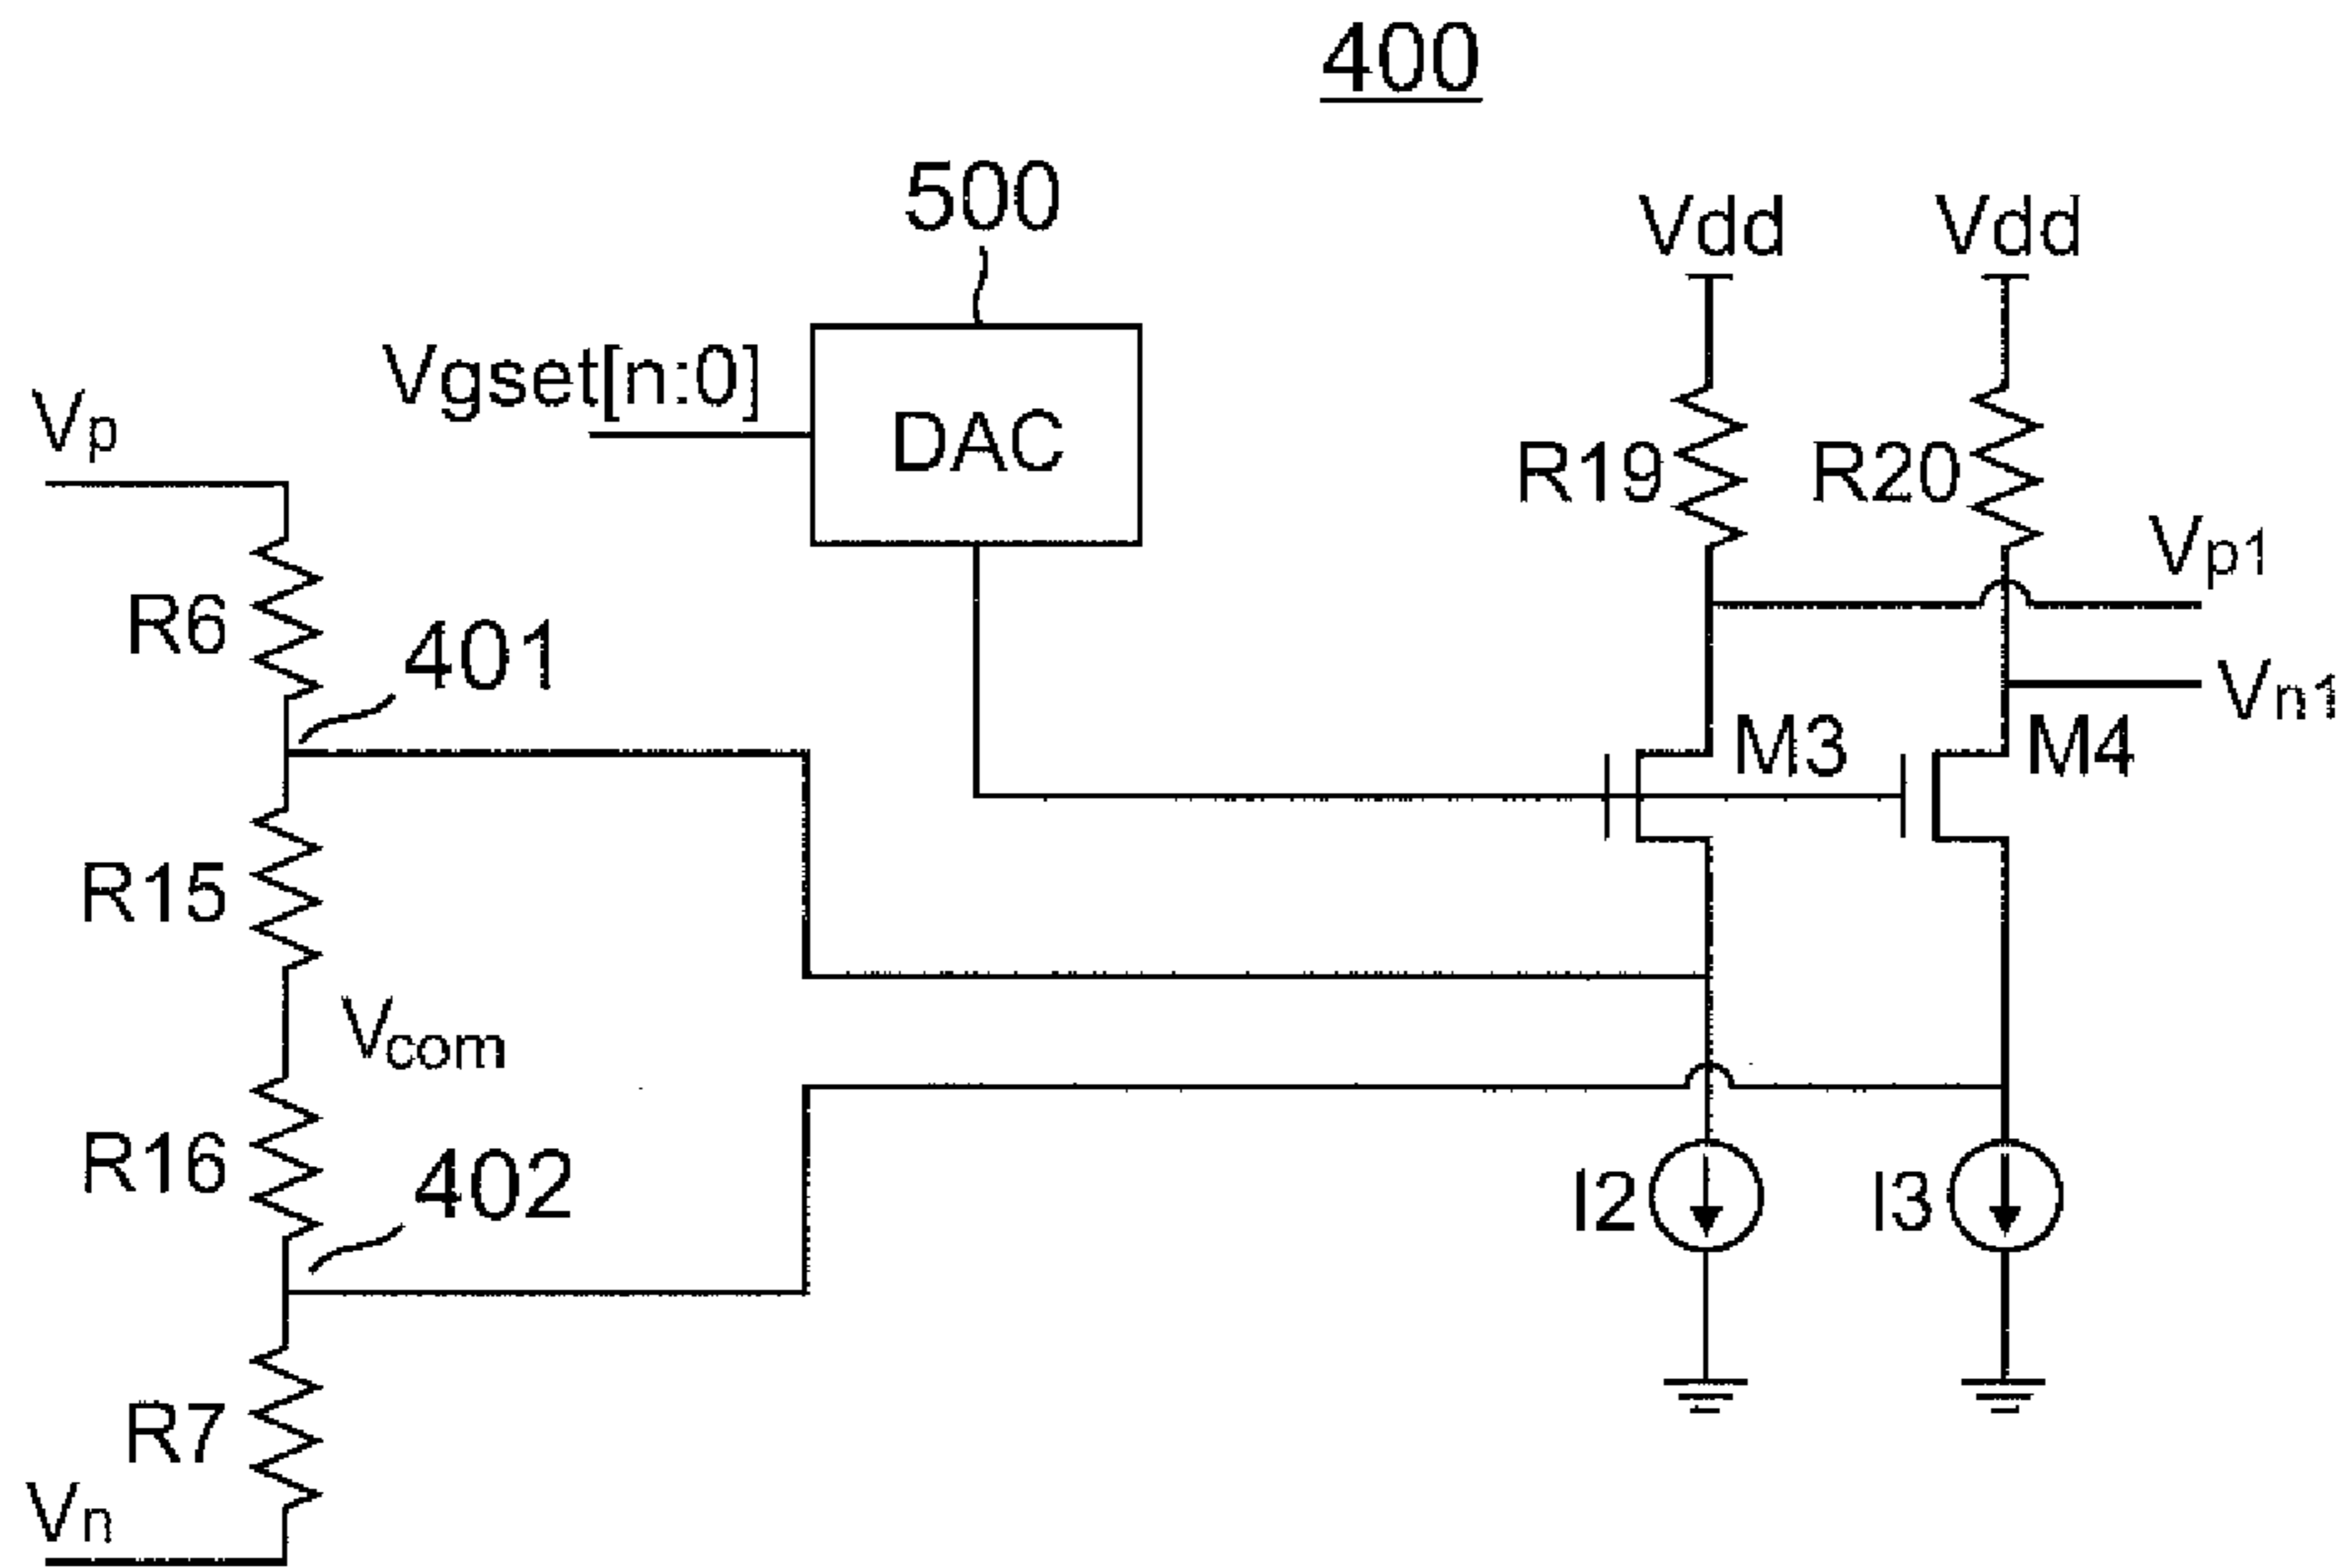 400
500
Vdd
Vdd
Vgset[n:0]
Vp
DAC
R19
R20
Vp1
R6
401
Vn1
M3
M4
R15
Vcom
R16
402
I2
I3
R7
Vn